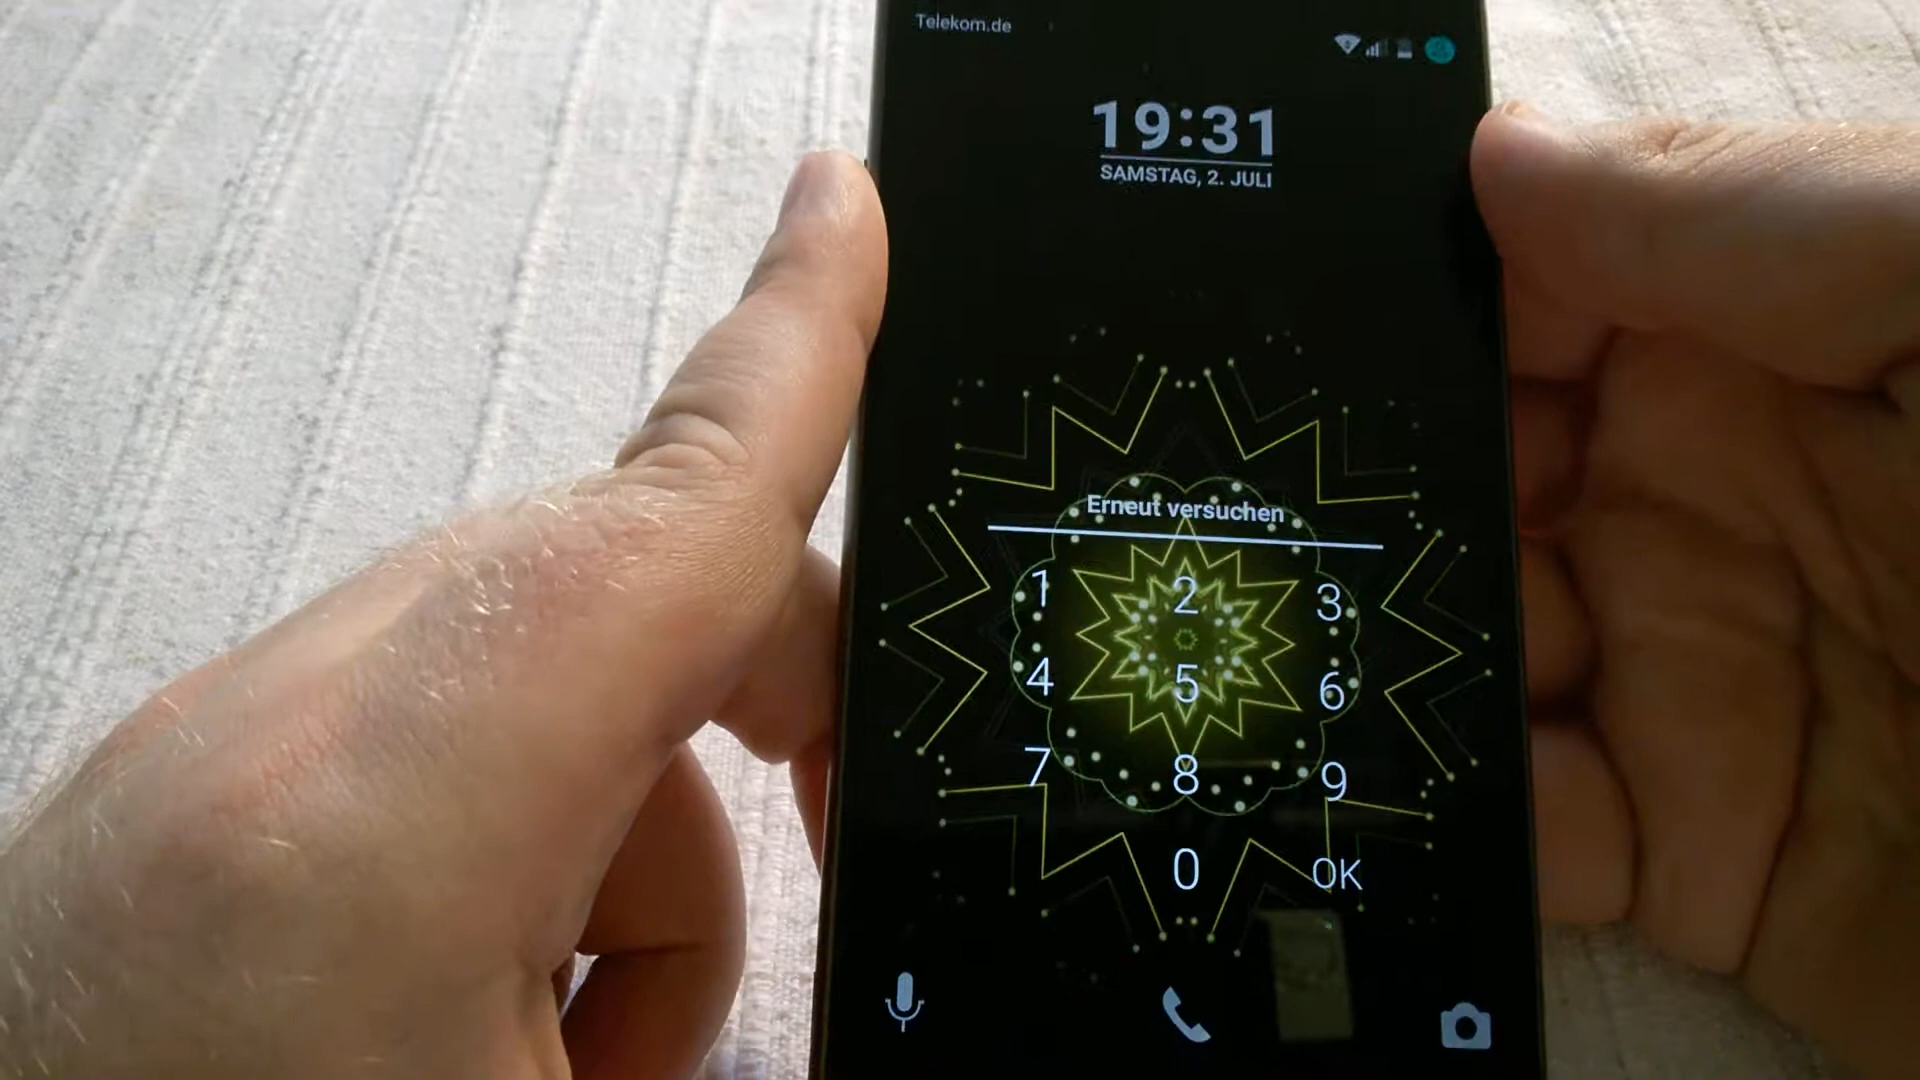 Telekom.de
19:31
SAMSTAG, 2. JULI
Erneut versuchen
1 2 3
4 5 6
7 8 9
0 OK